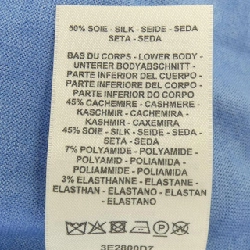 50% SOIE - SILK - SEIDE - SEDA
SETA - SEDA
BAS DU CORPS - LOWER BODY -
UNTERER BODYABSCHNITT -
PARTE INFERIOR DEL CUERPO -
PARTE INFERIORE DEL CORPO -
PARTE INFERIOR DO CORPO
45% CACHEMIRE - CASHMERE
KASCHMIR - CACHEMIRA -
KASHMIR - CAXEMIRA
45% SOIE - SILK - SEIDE - SEDA
SETA - SEDA
7% POLYAMIDE - POLYAMIDE -
POLYAMID - POLIAMIDA -
POLIAMMIDE - POLIAMIDA
3% ELASTHANNE - ELASTANE -
ELASTHAN - ELASTANO - ELASTAN
- ELASTANO
3E2800DZ